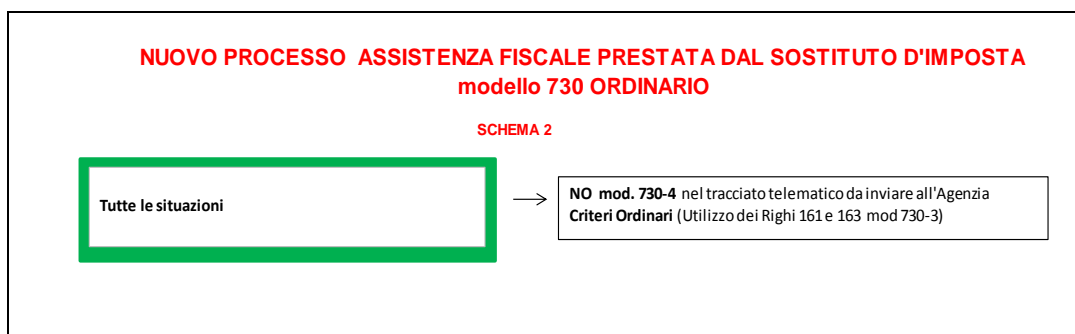 NUOVO PROCESSO ASSISTENZA FISCALE PRESTATA DAL SOSTITUTO D'IMPOSTA
modello 730 ORDINARIO
SCHEMA 2
Tutte le situazioni
NO mod. 730-4 nel tracciato telematico da inviare all'Agenzia
Criteri Ordinari (Utilizzo dei Righi 161 e 163 mod 730-3)